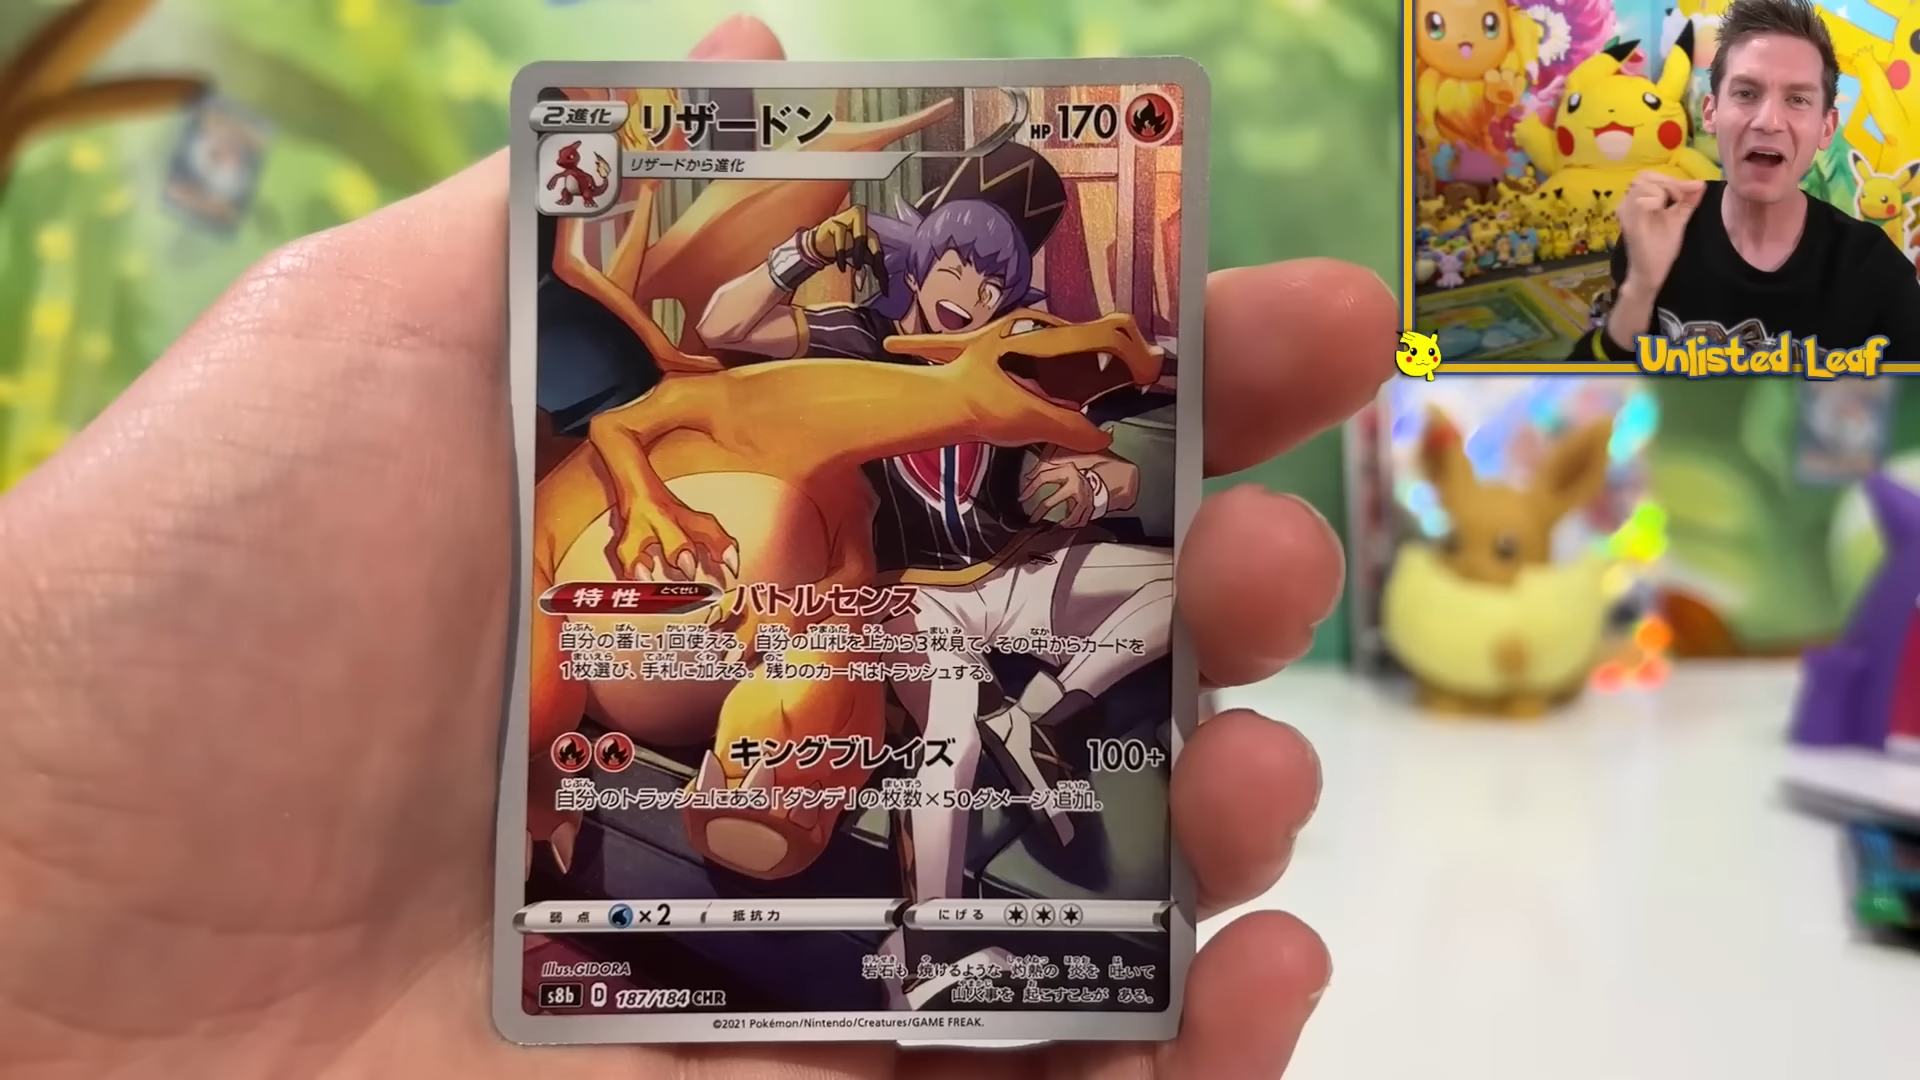 2進化
リザードン
HP 170
リザードから進化
Unlisted Leaf
特性 とくせい バトルセンス
自分の番に1回使える。自分の山札を上から3枚見て、その中からカードを
1枚選び、手札に加える。残りのカードはトラッシュする。
キングブレイズ 100+
自分のトラッシュにある「ダンデ」の枚数×50ダメージ追加。
弱点 ×2 抵抗力 にげる
Illus.GIDORA
岩石も 焼けるような 灼熱の 炎を 吐いて
山火事を 起こすことが ある。
s8b D 187/184 CHR
©2021 Pokémon/Nintendo/Creatures/GAME FREAK.